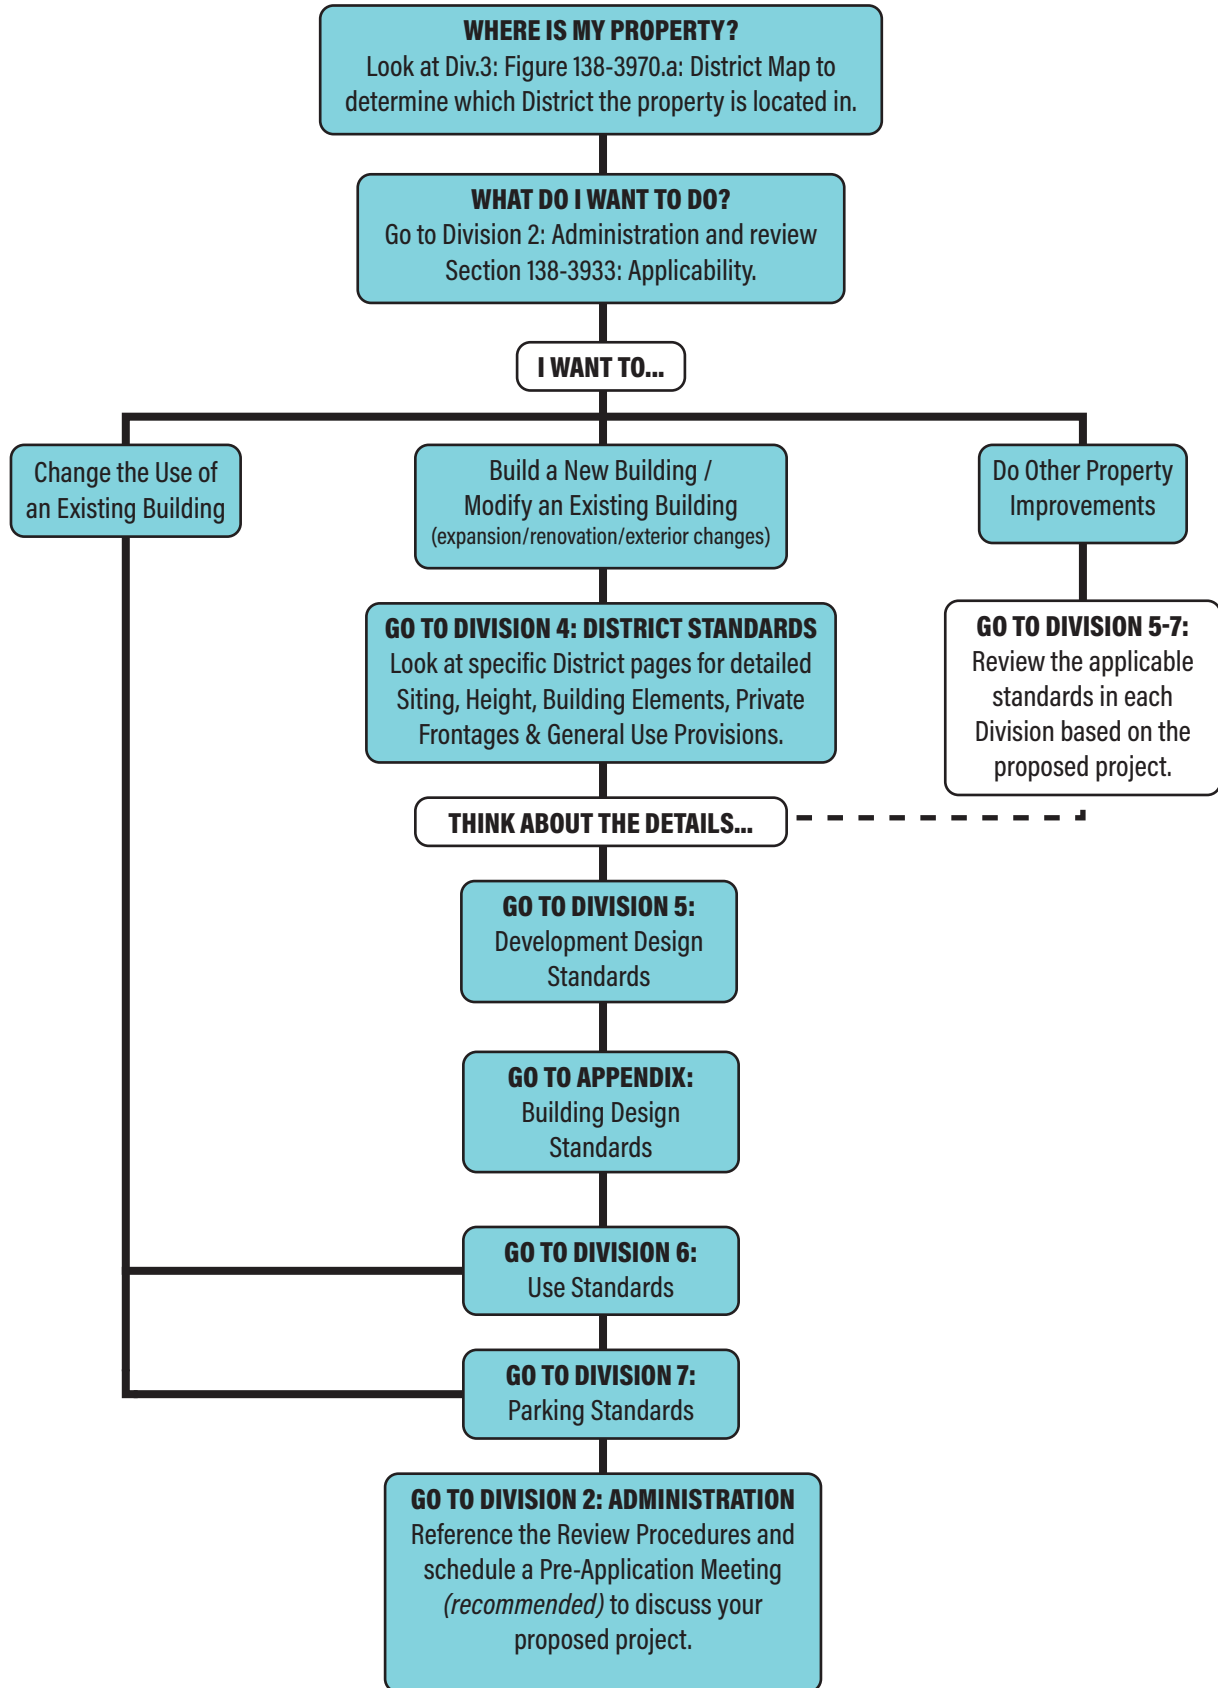 WHERE IS MY PROPERTY?
Look at Div.3: Figure 138-3970.a: District Map to
determine which District the property is located in.
WHAT DO I WANT TO DO?
Go to Division 2: Administration and review
Section 138-3933: Applicability.
I WANT TO...
Change the Use of
an Existing Building
Build a New Building /
Modify an Existing Building
(expansion/renovation/exterior changes)
Do Other Property
Improvements
GO TO DIVISION 4: DISTRICT STANDARDS
Look at specific District pages for detailed
Siting, Height, Building Elements, Private
Frontages & General Use Provisions.
GO TO DIVISION 5-7:
Review the applicable
standards in each
Division based on the
proposed project.
THINK ABOUT THE DETAILS...
GO TO DIVISION 5:
Development Design
Standards
GO TO APPENDIX:
Building Design
Standards
GO TO DIVISION 6:
Use Standards
GO TO DIVISION 7:
Parking Standards
GO TO DIVISION 2: ADMINISTRATION
Reference the Review Procedures and
schedule a Pre-Application Meeting
(recommended) to discuss your
proposed project.